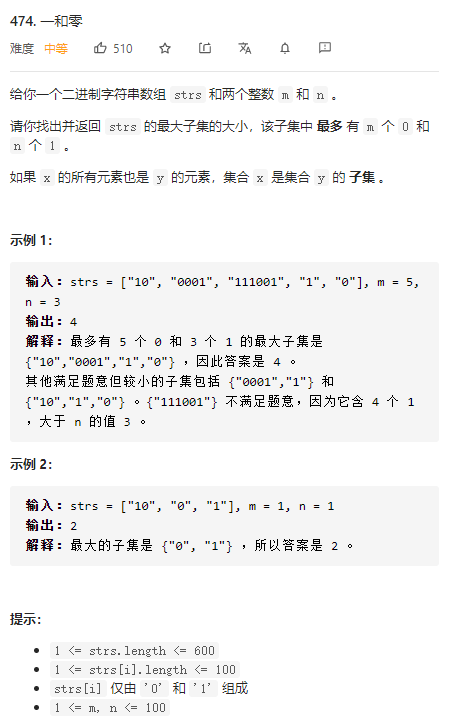 474. 一和零
难度 中等 510
给你一个二进制字符串数组 strs 和两个整数 m 和 n 。
请你找出并返回 strs 的最大子集的大小，该子集中 最多 有 m 个 0 和
n 个 1 。
如果 x 的所有元素也是 y 的元素，集合 x 是集合 y 的 子集 。
示例 1：
输入：strs = ["10", "0001", "111001", "1", "0"], m = 5,
n = 3
输出：4
解释：最多有 5 个 0 和 3 个 1 的最大子集是
{"10","0001","1","0"} ，因此答案是 4 。
其他满足题意但较小的子集包括 {"0001","1"} 和
{"10","1","0"} 。{"111001"} 不满足题意，因为它含 4 个 1
，大于 n 的值 3 。
示例 2：
输入：strs = ["10", "0", "1"], m = 1, n = 1
输出：2
解释：最大的子集是 {"0", "1"} ，所以答案是 2 。
提示：
1 <= strs.length <= 600
1 <= strs[i].length <= 100
strs[i] 仅由 '0' 和 '1' 组成
1 <= m, n <= 100